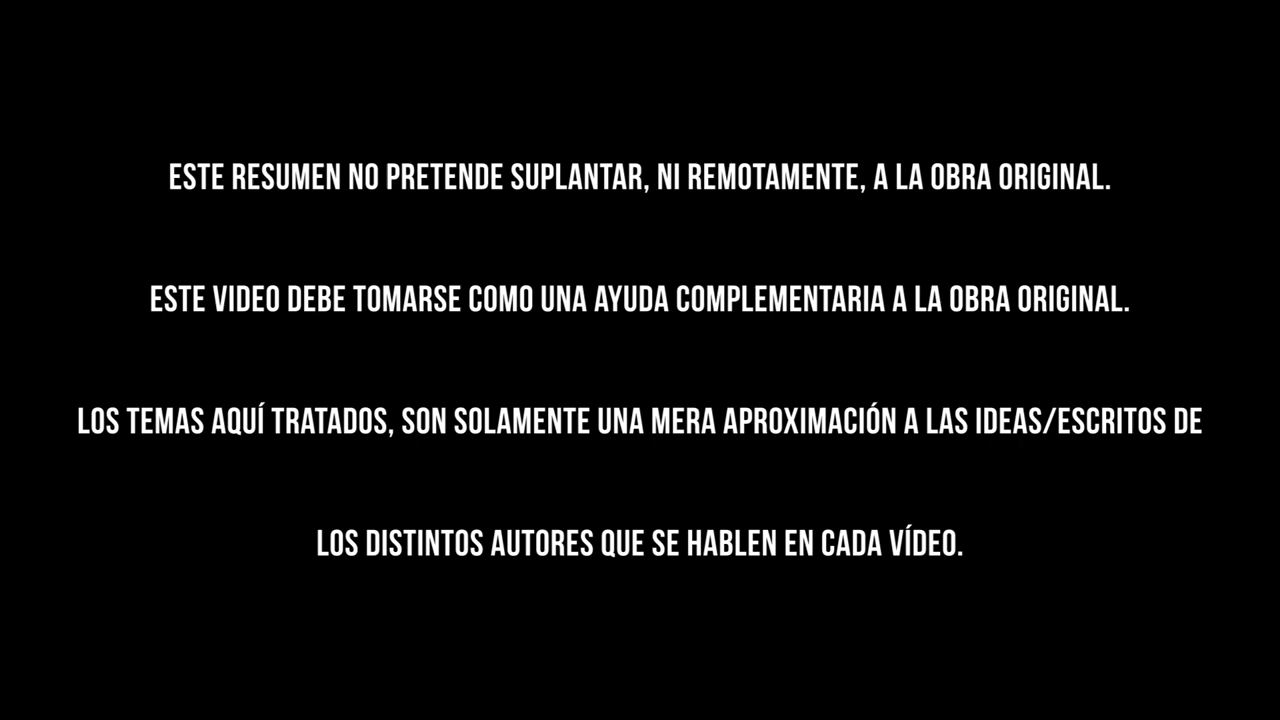 ESTE RESUMEN NO PRETENDE SUPLANTAR, NI REMOTAMENTE, A LA OBRA ORIGINAL.
ESTE VIDEO DEBE TOMARSE COMO UNA AYUDA COMPLEMENTARIA A LA OBRA ORIGINAL.
LOS TEMAS AQUÍ TRATADOS, SON SOLAMENTE UNA MERA APROXIMACIÓN A LAS IDEAS/ESCRITOS DE
LOS DISTINTOS AUTORES QUE SE HABLEN EN CADA VÍDEO.